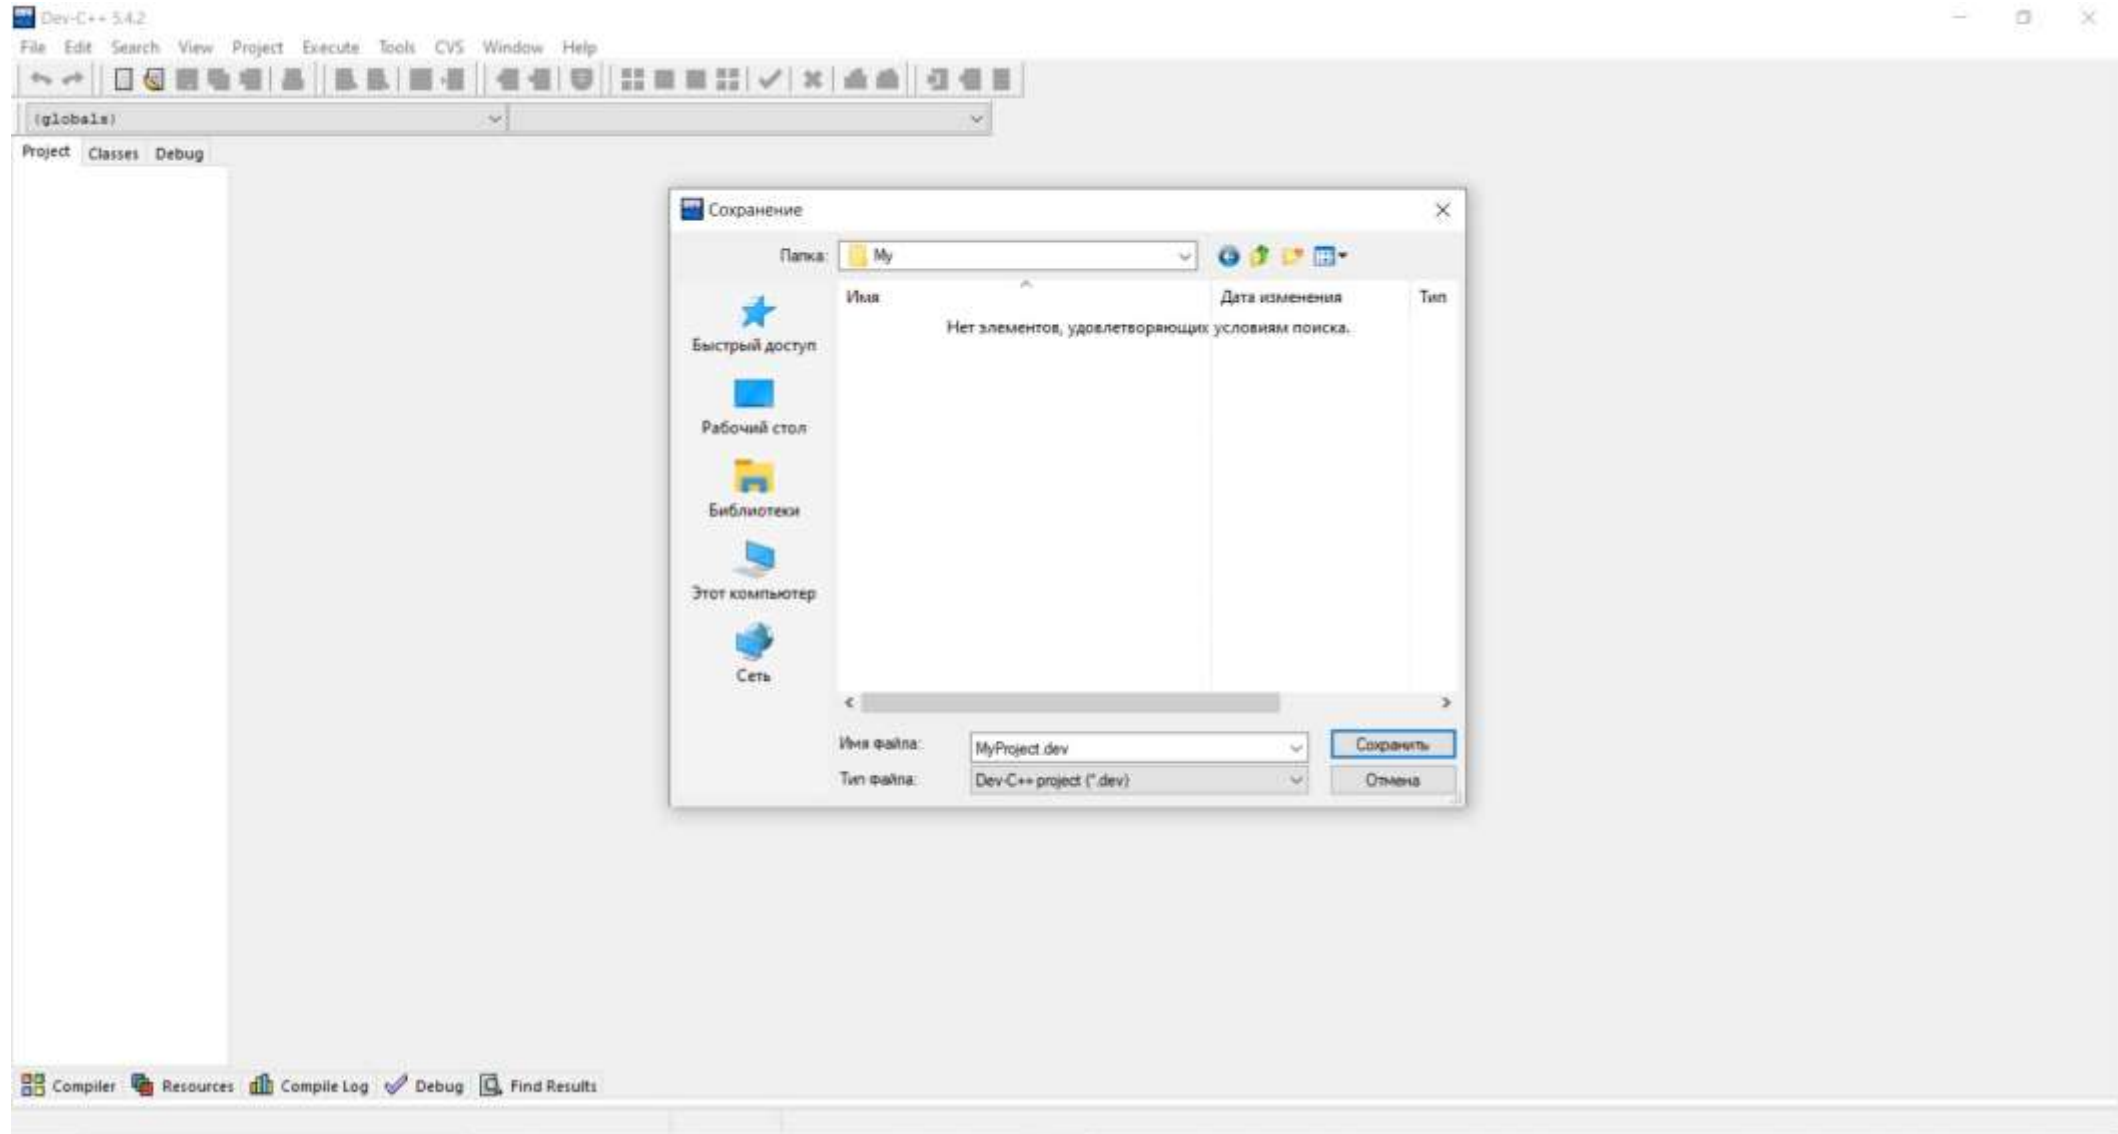 Dev-C++ 5.4.2
File Edit Search View Project Execute Tools CVS Window Help
(globals)
Project Classes Debug
Сохранение
Папка: My
Имя Дата изменения Тип
Нет элементов, удовлетворяющих условиям поиска.
Быстрый доступ
Рабочий стол
Библиотеки
Этот компьютер
Сеть
Имя файла: MyProject.dev Сохранить
Тип файла: Dev-C++ project (*.dev) Отмена
Compiler Resources Compile Log Debug Find Results